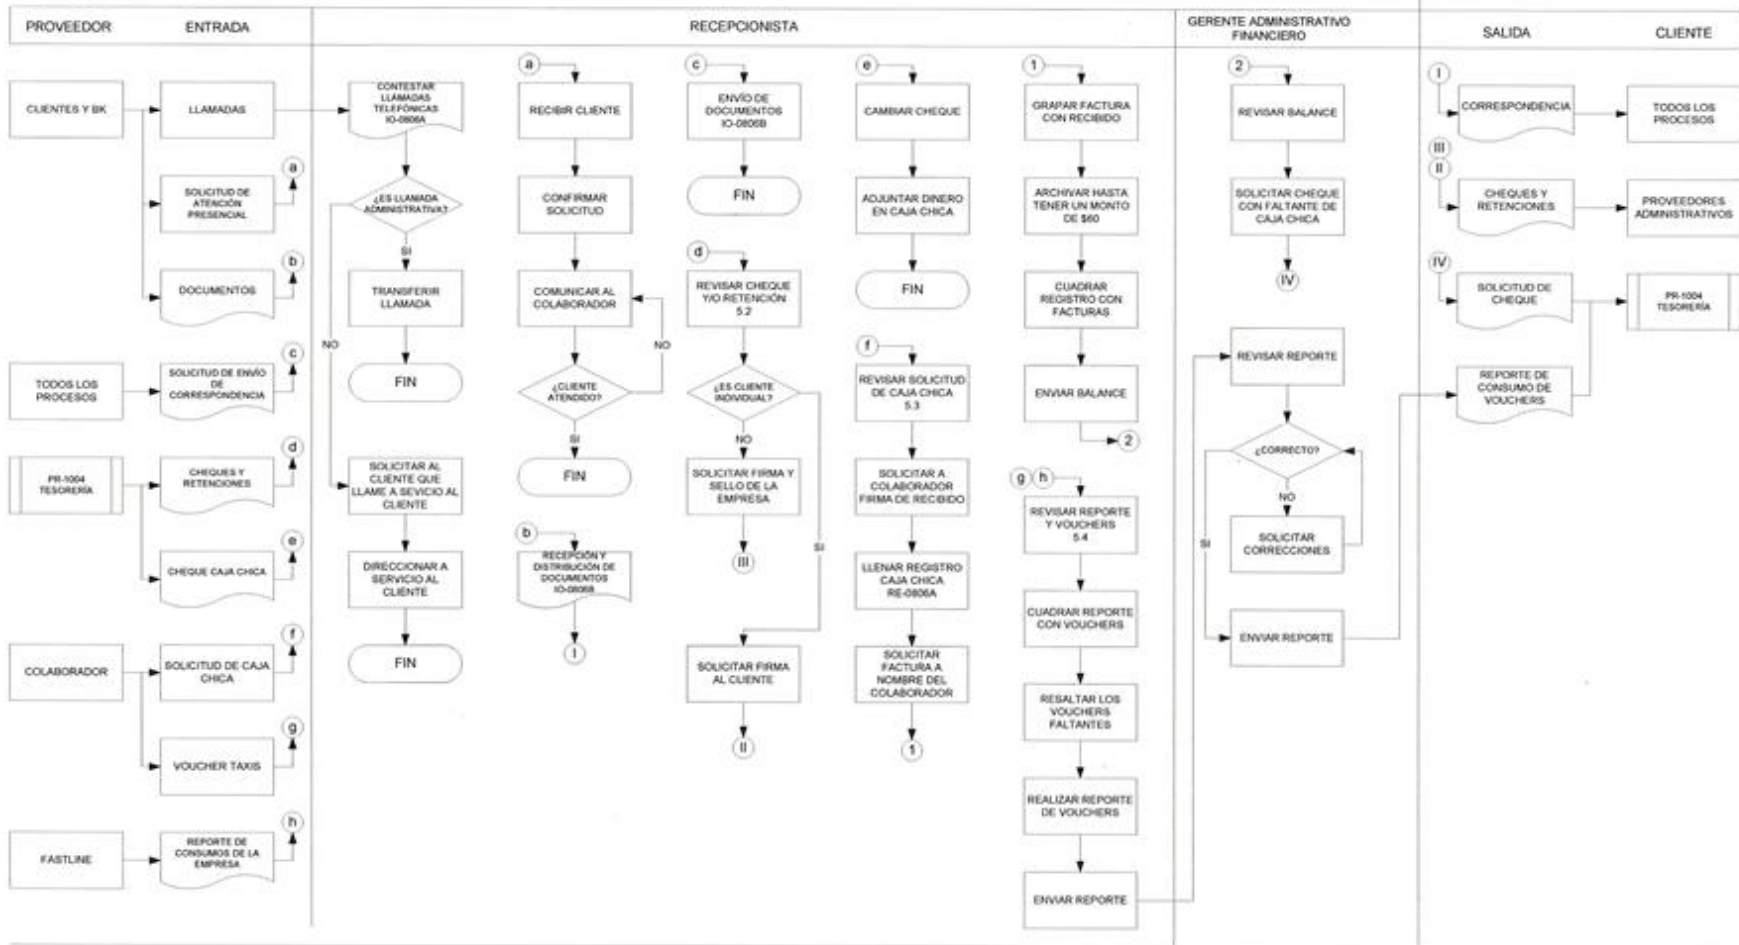 PROVEEDOR
ENTRADA
RECEPCIONISTA
GERENTE ADMINISTRATIVO
FINANCIERO
SALIDA
CLIENTE
CLIENTES Y BK
LLAMADAS
a
SOLICITUD DE
ATENCIÓN
PRESENCIAL
b
DOCUMENTOS
TODOS LOS
PROCESOS
c
SOLICITUD DE ENVÍO
DE
CORRESPONDENCIA
PR-1004
TESORERÍA
d
CHEQUES Y
RETENCIONES
e
CHEQUE CAJA CHICA
COLABORADOR
f
SOLICITUD DE CAJA
CHICA
g
VOUCHER TAXIS
FASTLINE
h
REPORTE DE
CONSUMOS DE LA
EMPRESA
CONTESTAR
LLAMADAS
TELEFÓNICAS
IO-0806A
¿ES LLAMADA
ADMINISTRATIVA?
SI
NO
TRANSFERIR
LLAMADA
FIN
SOLICITAR AL
CLIENTE QUE
LLAME A SEVICIO AL
CLIENTE
DIRECCIONAR A
SERVICIO AL
CLIENTE
FIN
a
RECIBIR CLIENTE
CONFIRMAR
SOLICITUD
COMUNICAR AL
COLABORADOR
NO
¿CLIENTE
ATENDIDO?
SI
FIN
b
RECEPCIÓN Y
DISTRIBUCIÓN DE
DOCUMENTOS
IO-0806B
I
c
ENVÍO DE
DOCUMENTOS
IO-0806B
FIN
d
REVISAR CHEQUE
Y/O RETENCIÓN
5.2
¿ES CLIENTE
INDIVIDUAL?
NO
SOLICITAR FIRMA Y
SELLO DE LA
EMPRESA
SI
III
SOLICITAR FIRMA
AL CLIENTE
II
e
CAMBIAR CHEQUE
ADJUNTAR DINERO
EN CAJA CHICA
FIN
f
REVISAR SOLICITUD
DE CAJA CHICA
5.3
SOLICITAR A
COLABORADOR
FIRMA DE RECIBIDO
LLENAR REGISTRO
CAJA CHICA
RE-0806A
SOLICITAR
FACTURA A
NOMBRE DEL
COLABORADOR
1
1
GRAPAR FACTURA
CON RECIBIDO
ARCHIVAR HASTA
TENER UN MONTO
DE $60
CUADRAR
REGISTRO CON
FACTURAS
ENVIAR BALANCE
2
g h
REVISAR REPORTE
Y VOUCHERS
5.4
CUADRAR REPORTE
CON VOUCHERS
RESALTAR LOS
VOUCHERS
FALTANTES
REALIZAR REPORTE
DE VOUCHERS
ENVIAR REPORTE
2
REVISAR BALANCE
SOLICITAR CHEQUE
CON FALTANTE DE
CAJA CHICA
IV
REVISAR REPORTE
¿CORRECTO?
NO
SOLICITAR
CORRECCIONES
SI
ENVIAR REPORTE
I
CORRESPONDENCIA
TODOS LOS
PROCESOS
III
II
CHEQUES Y
RETENCIONES
PROVEEDORES
ADMINISTRATIVOS
IV
SOLICITUD DE
CHEQUE
PR-1004
TESORERÍA
REPORTE DE
CONSUMO DE
VOUCHERS